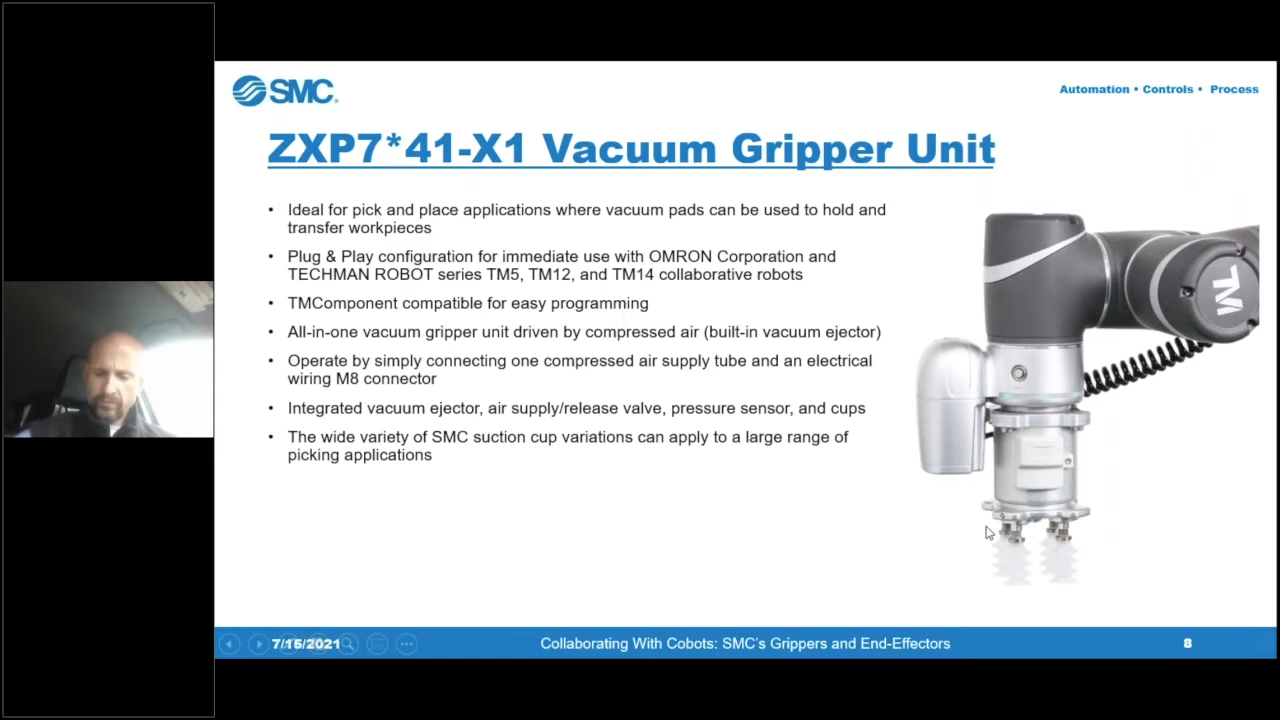 SMC
Automation • Controls • Process
ZXP7*41-X1 Vacuum Gripper Unit
• Ideal for pick and place applications where vacuum pads can be used to hold and
transfer workpieces
• Plug & Play configuration for immediate use with OMRON Corporation and
TECHMAN ROBOT series TM5, TM12, and TM14 collaborative robots
• TMComponent compatible for easy programming
• All-in-one vacuum gripper unit driven by compressed air (built-in vacuum ejector)
• Operate by simply connecting one compressed air supply tube and an electrical
wiring M8 connector
• Integrated vacuum ejector, air supply/release valve, pressure sensor, and cups
• The wide variety of SMC suction cup variations can apply to a large range of
picking applications
TM
7/15/2021
Collaborating With Cobots: SMC's Grippers and End-Effectors
8